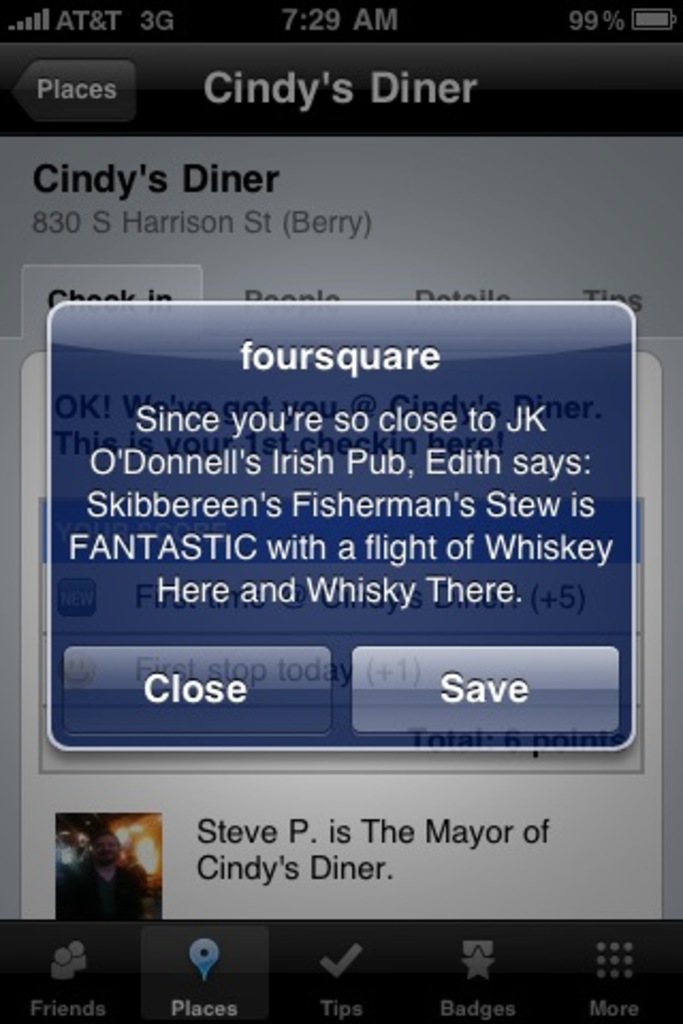 AT&T 3G 7:29 AM 99%
Places Cindy's Diner
Cindy's Diner
830 S Harrison St (Berry)
Check in People Details Tips
foursquare
OK! We've got you @ Cindy's Diner.
This is your 1st checkin here!
Since you're so close to JK
O'Donnell's Irish Pub, Edith says:
Skibbereen's Fisherman's Stew is
FANTASTIC with a flight of Whiskey
Here and Whisky There.
YOUR SCORE
NEW First time @ Cindy's Diner! (+5)
First stop today (+1)
Close Save
Total: 6 points
Steve P. is The Mayor of
Cindy's Diner.
Friends Places Tips Badges More